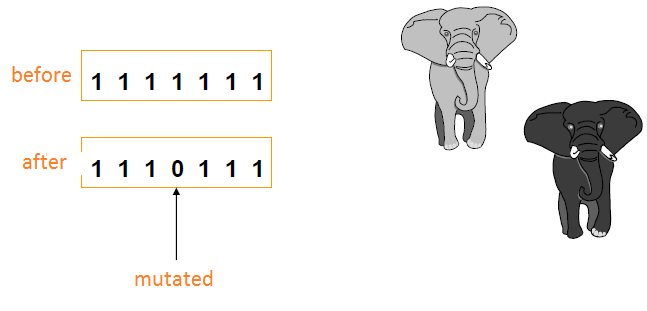 before 1 1 1 1 1 1 1
after 1 1 1 0 1 1 1
mutated